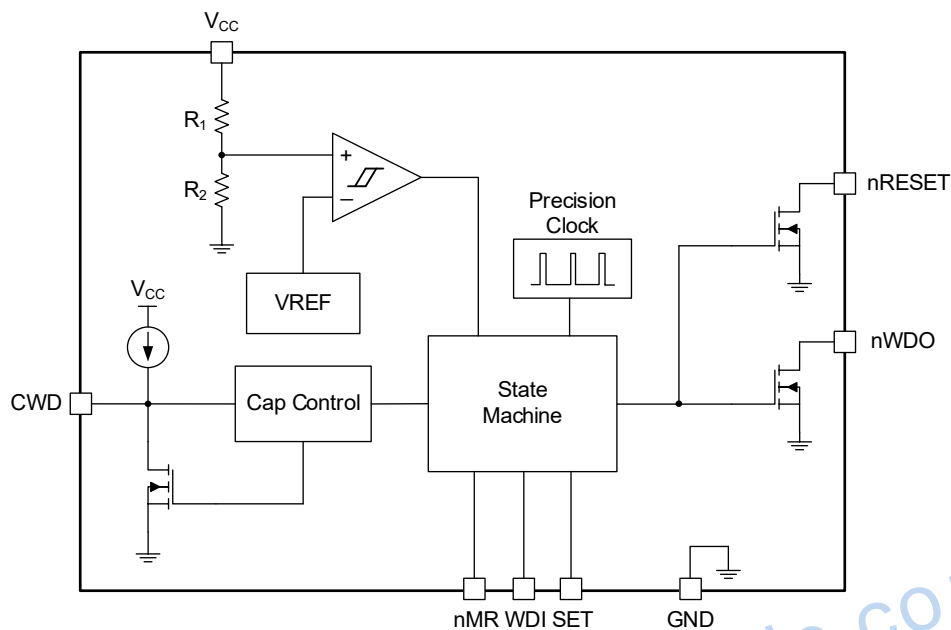 VCC
R1
R2
+
−
VREF
Precision
Clock
nRESET
VCC
nWDO
CWD
Cap Control
State
Machine
nMR WDI SET
GND